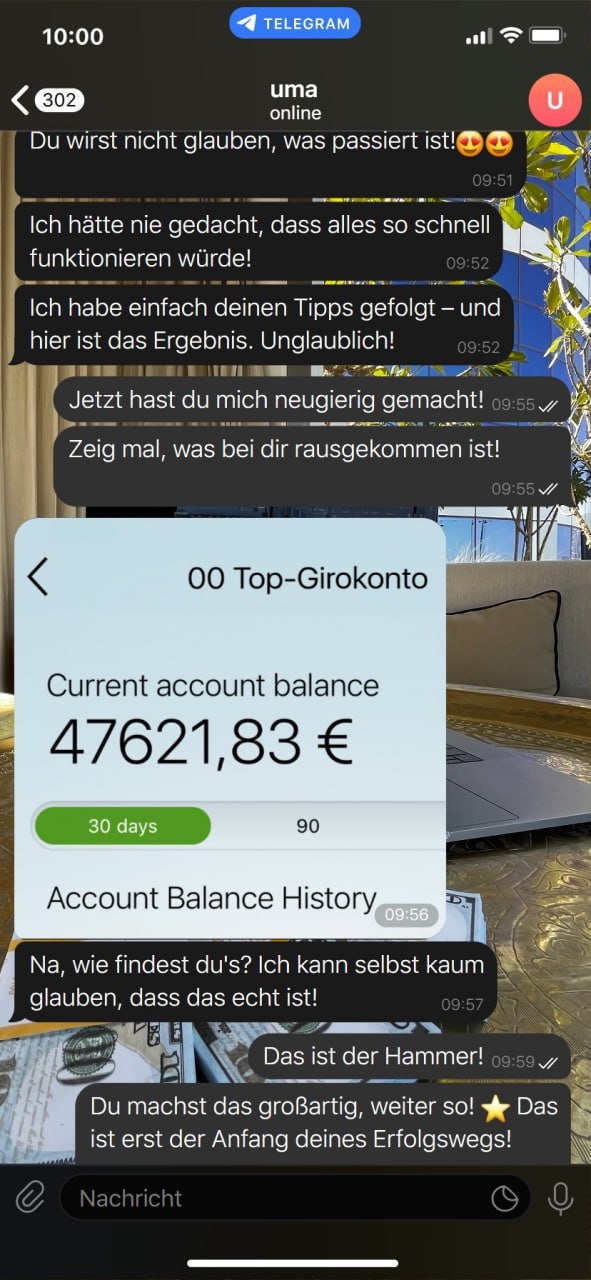 10:00
TELEGRAM
302
uma
online
U
Du wirst nicht glauben, was passiert ist!😍😍
09:51
Ich hätte nie gedacht, dass alles so schnell
funktionieren würde!
09:52
Ich habe einfach deinen Tipps gefolgt – und
hier ist das Ergebnis. Unglaublich!
09:52
Jetzt hast du mich neugierig gemacht! 09:55
Zeig mal, was bei dir rausgekommen ist!
09:55
00 Top-Girokonto
Current account balance
47621,83 €
30 days 90
Account Balance History
09:56
Na, wie findest du's? Ich kann selbst kaum
glauben, dass das echt ist!
09:57
Das ist der Hammer! 09:59
Du machst das großartig, weiter so! ⭐ Das
ist erst der Anfang deines Erfolgswegs!
Nachricht